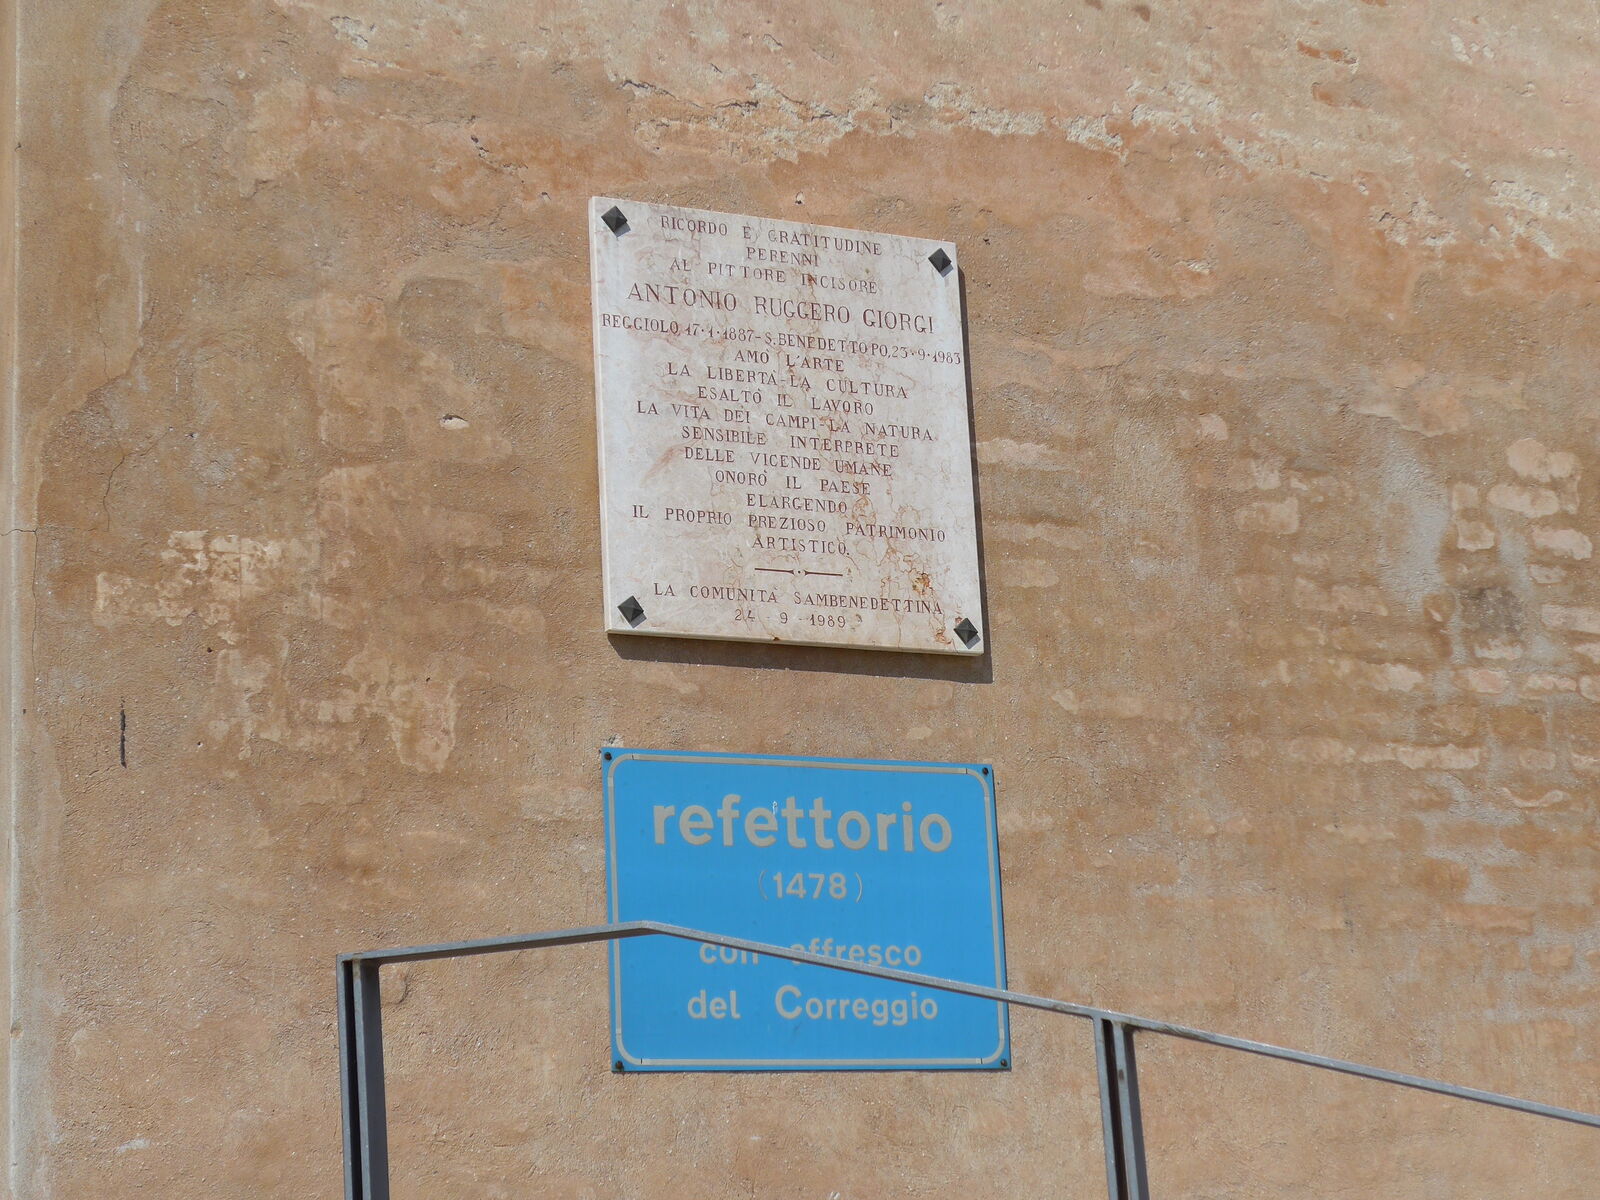 RICORDO E GRATITUDINE
PERENNI
AL PITTORE INCISORE
ANTONIO RUGGERO GIORGI
REGGIOLO 17·1·1887-S.BENEDETTO PO,23·9·1983
AMÒ L'ARTE
LA LIBERTÀ-LA CULTURA
ESALTÒ IL LAVORO
LA VITA DEI CAMPI-LA NATURA
SENSIBILE INTERPRETE
DELLE VICENDE UMANE
ONORÒ IL PAESE
ELARGENDO
IL PROPRIO PREZIOSO PATRIMONIO
ARTISTICO.
LA COMUNITÀ SAMBENEDETTINA
24 - 9 - 1989
refettorio
(1478)
con affresco
del Correggio